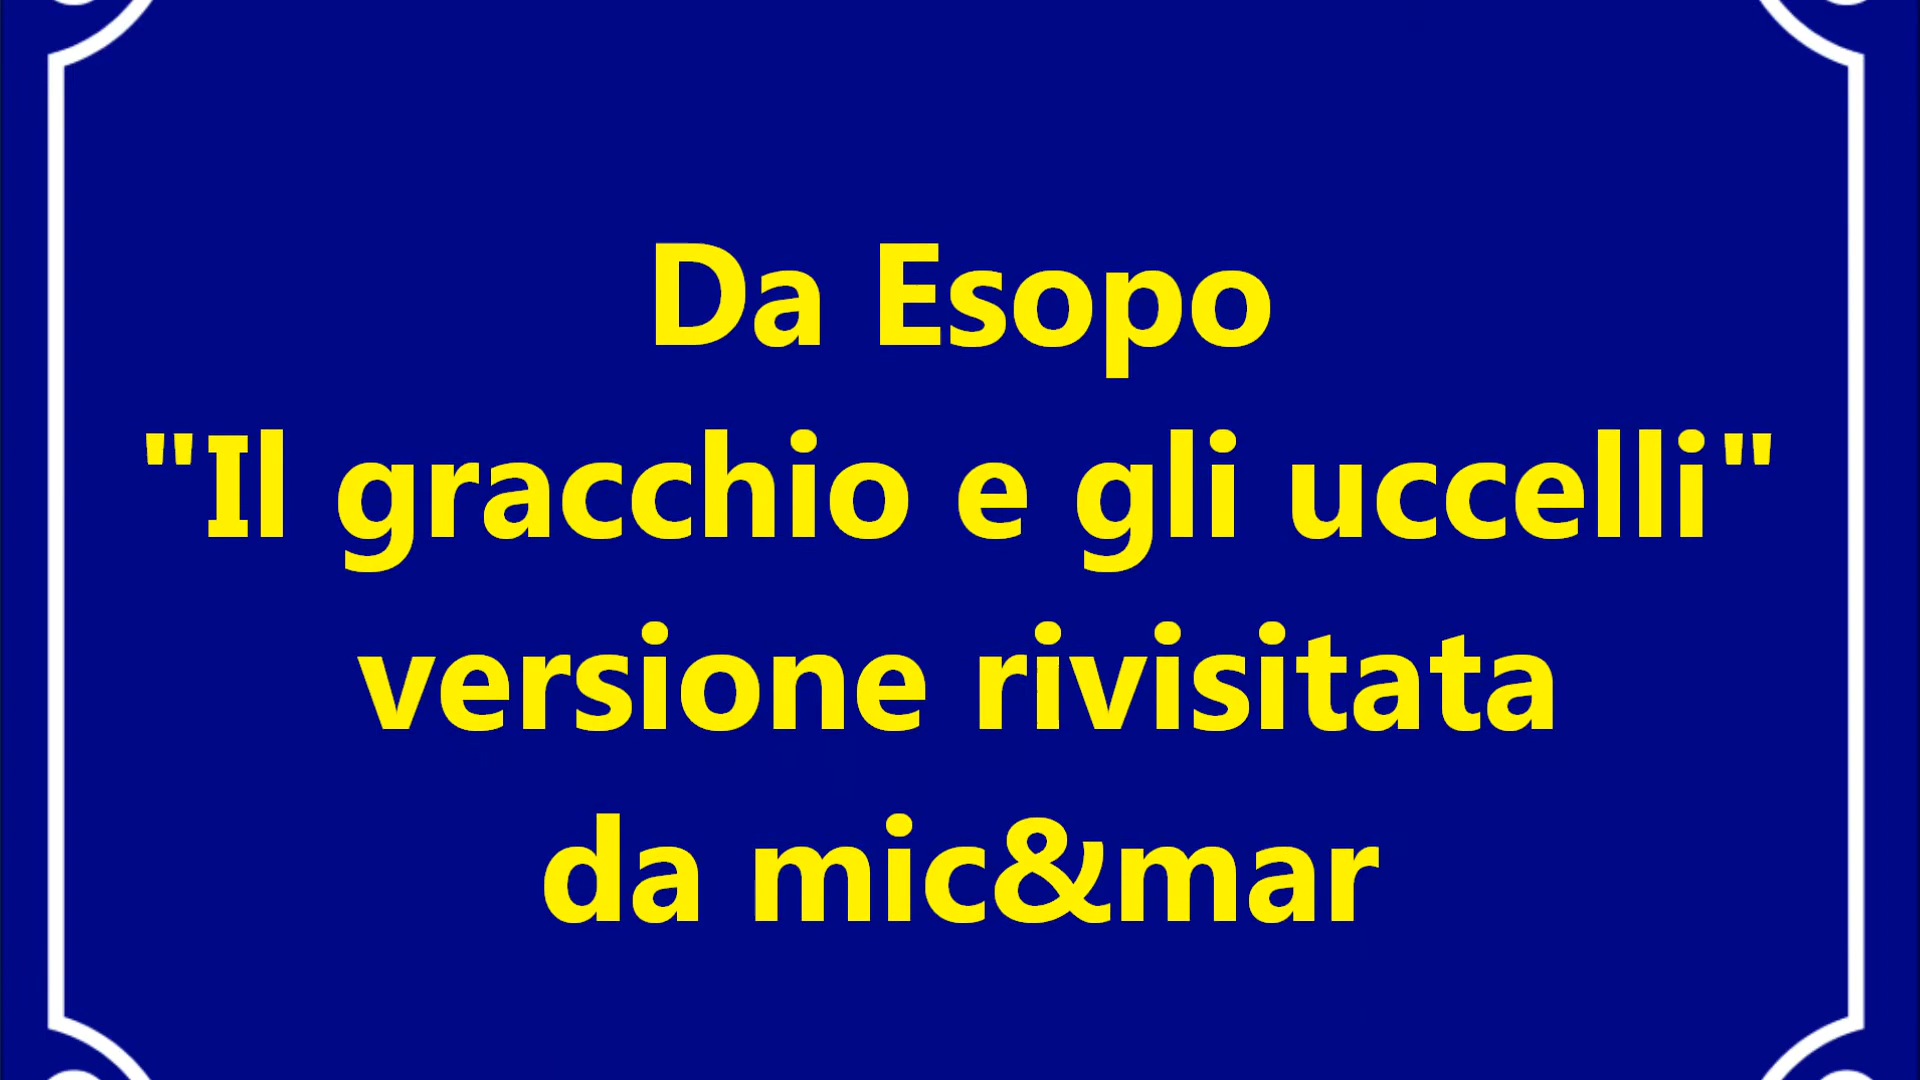 Da Esopo
"Il gracchio e gli uccelli"
versione rivisitata
da mic&mar